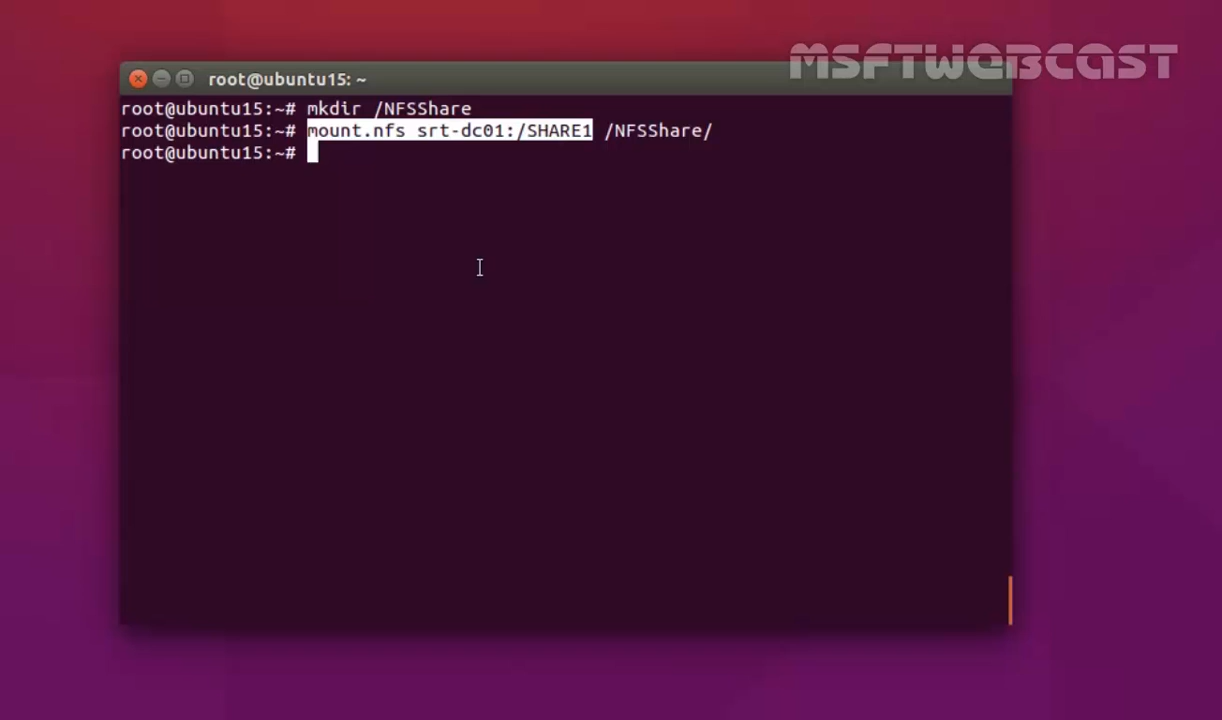 MSFTWEBCAST
root@ubuntu15: ~
root@ubuntu15:~# mkdir /NFSShare
root@ubuntu15:~# mount.nfs srt-dc01:/SHARE1 /NFSShare/
root@ubuntu15:~#